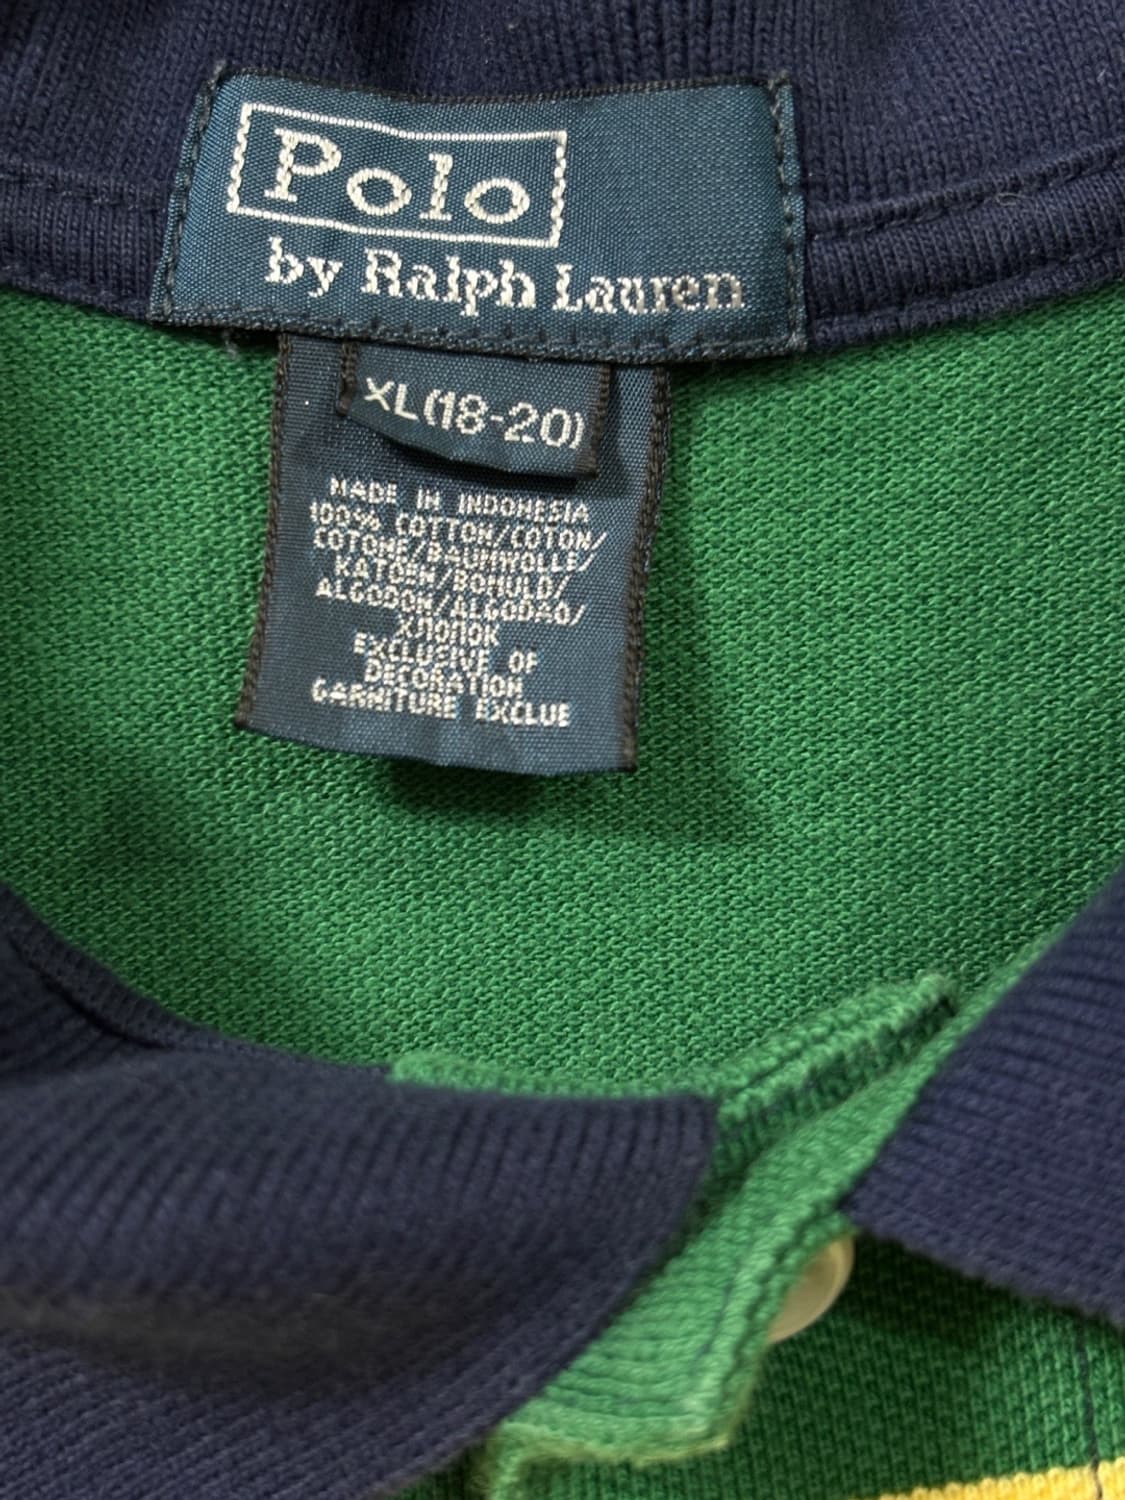 Polo
by Ralph Lauren
XL(18-20)
MADE IN INDONESIA
100% COTTON/COTON/
COTONE/BAUMWOLLE/
KATOEN/BOMULD/
ALGODON/ALGODAO/
ХЛОПОК
EXCLUSIVE OF
DECORATION
GARNITURE EXCLUE